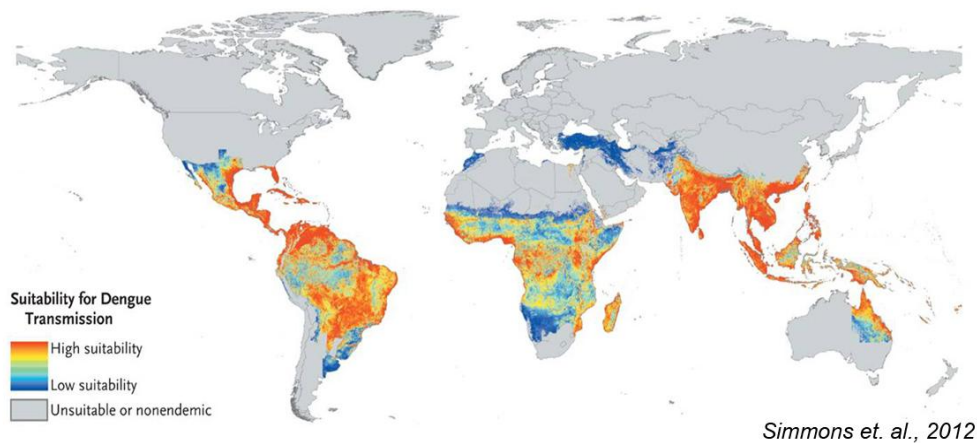 Suitability for Dengue
Transmission
High suitability
Low suitability
Unsuitable or nonendemic
Simmons et. al., 2012